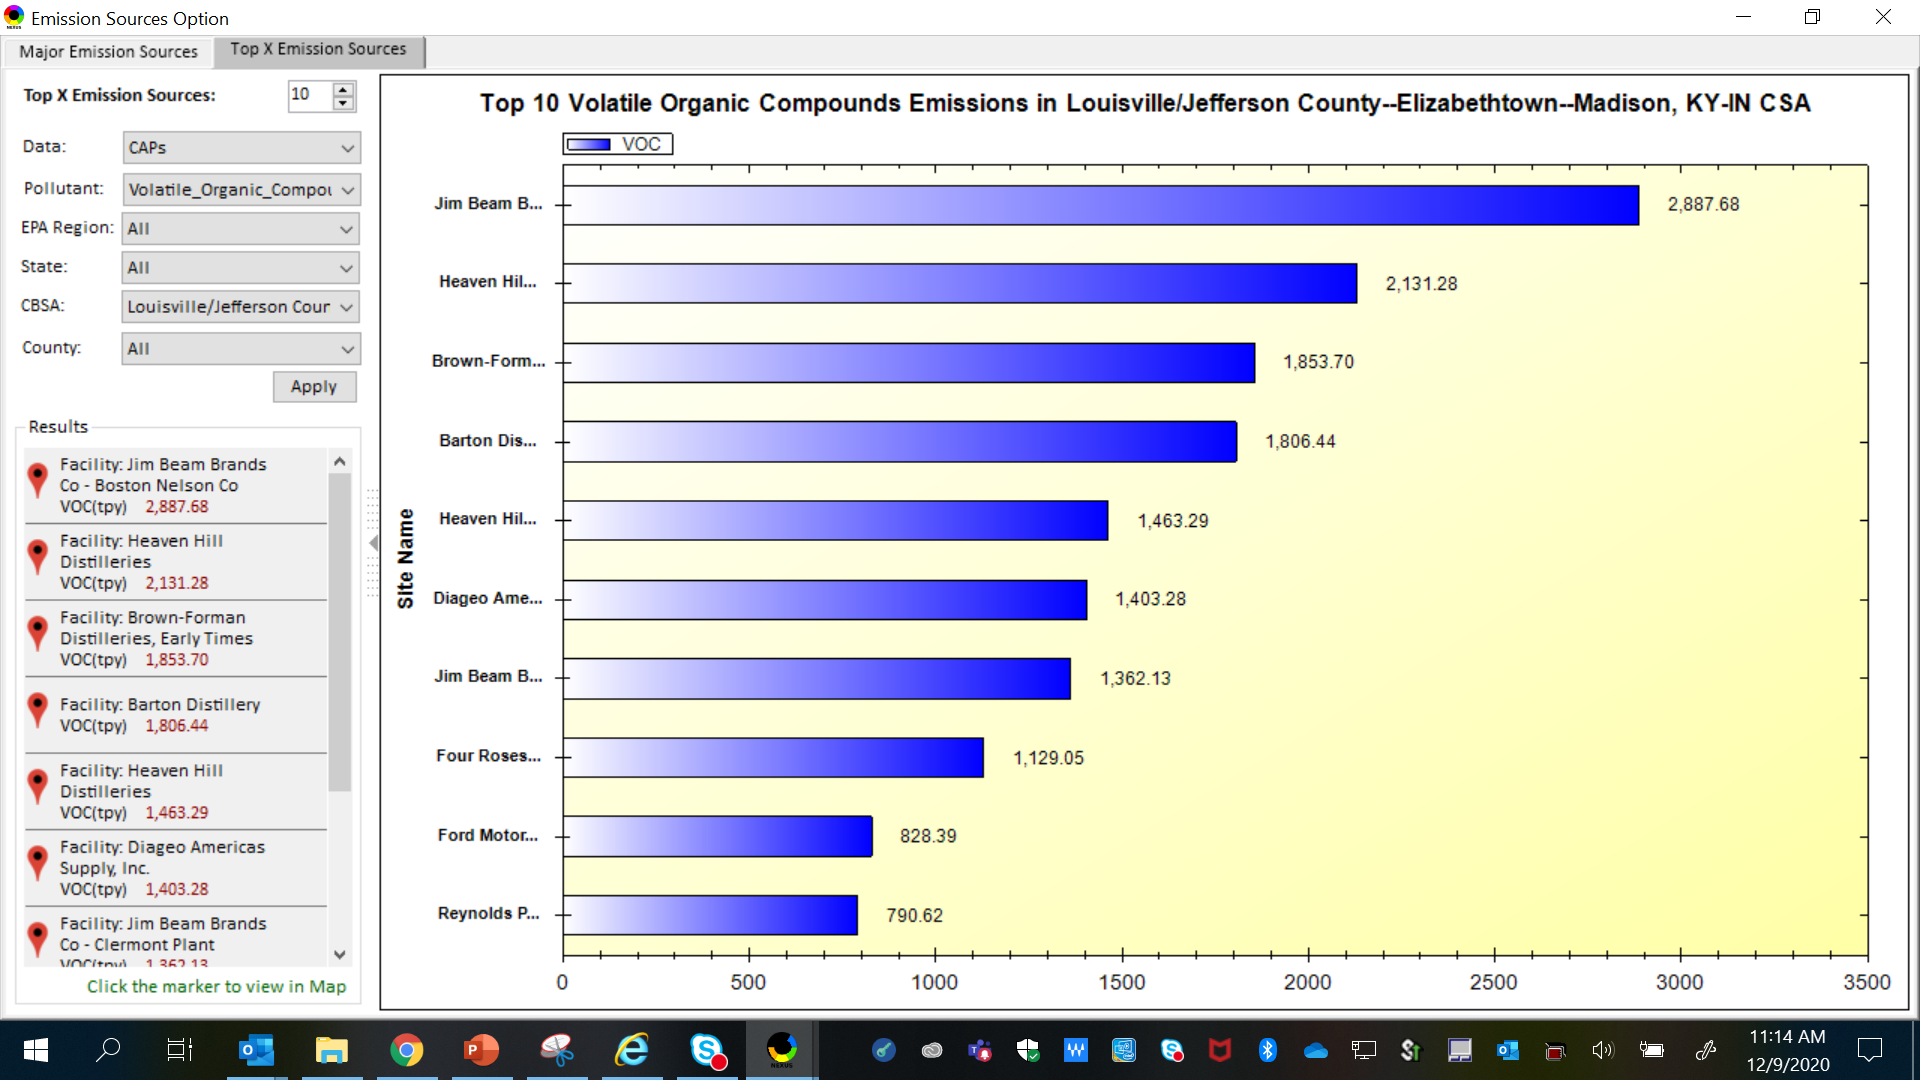 Emission Sources Option
Major Emission Sources
Top X Emission Sources
Top X Emission Sources:
10
Data:
CAPs
Pollutant:
Volatile_Organic_Compou
EPA Region:
All
State:
All
CBSA:
Louisville/Jefferson Cour
County:
All
Apply
Results
Facility: Jim Beam Brands
Co - Boston Nelson Co
VOC(tpy) 2,887.68
Facility: Heaven Hill
Distilleries
VOC(tpy) 2,131.28
Facility: Brown-Forman
Distilleries, Early Times
VOC(tpy) 1,853.70
Facility: Barton Distillery
VOC(tpy) 1,806.44
Facility: Heaven Hill
Distilleries
VOC(tpy) 1,463.29
Facility: Diageo Americas
Supply, Inc.
VOC(tpy) 1,403.28
Facility: Jim Beam Brands
Co - Clermont Plant
VOC(tpy) 1,362.13
Click the marker to view in Map
Top 10 Volatile Organic Compounds Emissions in Louisville/Jefferson County--Elizabethtown--Madison, KY-IN CSA
VOC
Site Name
Jim Beam B...
2,887.68
Heaven Hil...
2,131.28
Brown-Form...
1,853.70
Barton Dis...
1,806.44
Heaven Hil...
1,463.29
Diageo Ame...
1,403.28
Jim Beam B...
1,362.13
Four Roses...
1,129.05
Ford Motor...
828.39
Reynolds P...
790.62
0 500 1000 1500 2000 2500 3000 3500
11:14 AM
12/9/2020